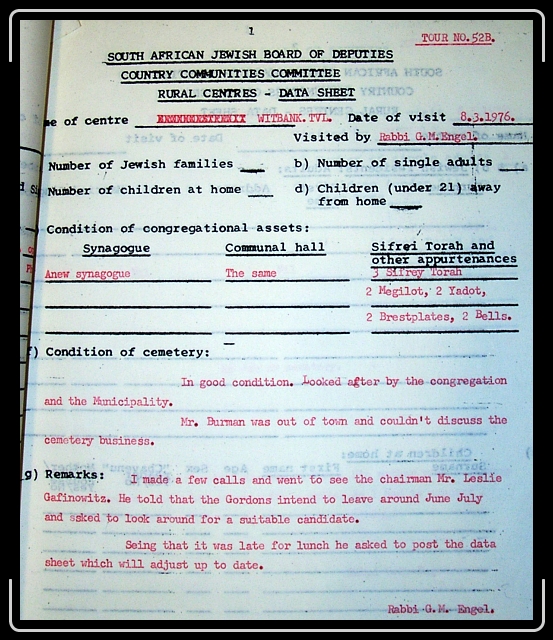 1
TOUR NO.52B.
SOUTH AFRICAN JEWISH BOARD OF DEPUTIES
COUNTRY COMMUNITIES COMMITTEE
RURAL CENTRES - DATA SHEET
me of centre WITBANK.TVL. Date of visit 8.3.1976.
Visited by Rabbi G.M.Engel.
Number of Jewish families ___ b) Number of single adults ___
Number of children at home ___ d) Children (under 21) away
from home ___
Condition of congregational assets:
Synagogue Communal hall Sifrei Torah and
other appurtenances
Anew synagogue The same 3 Sifrey Torah
2 Megilot, 2 Yadot,
2 Brestplates, 2 Bells.
f) Condition of cemetery:
In good condition. Looked after by the congregation
and the Municipality.
Mr. Burman was out of town and couldn't discuss the
cemetery business.
g) Remarks: I made a few calls and went to see the chairman Mr. Leslie
Gafinowitz. He told that the Gordons intend to leave around June July
and asked to look around for a suitable candidate.
Seing that it was late for lunch he asked to post the data
sheet which will adjust up to date.
Rabbi G.M. Engel.